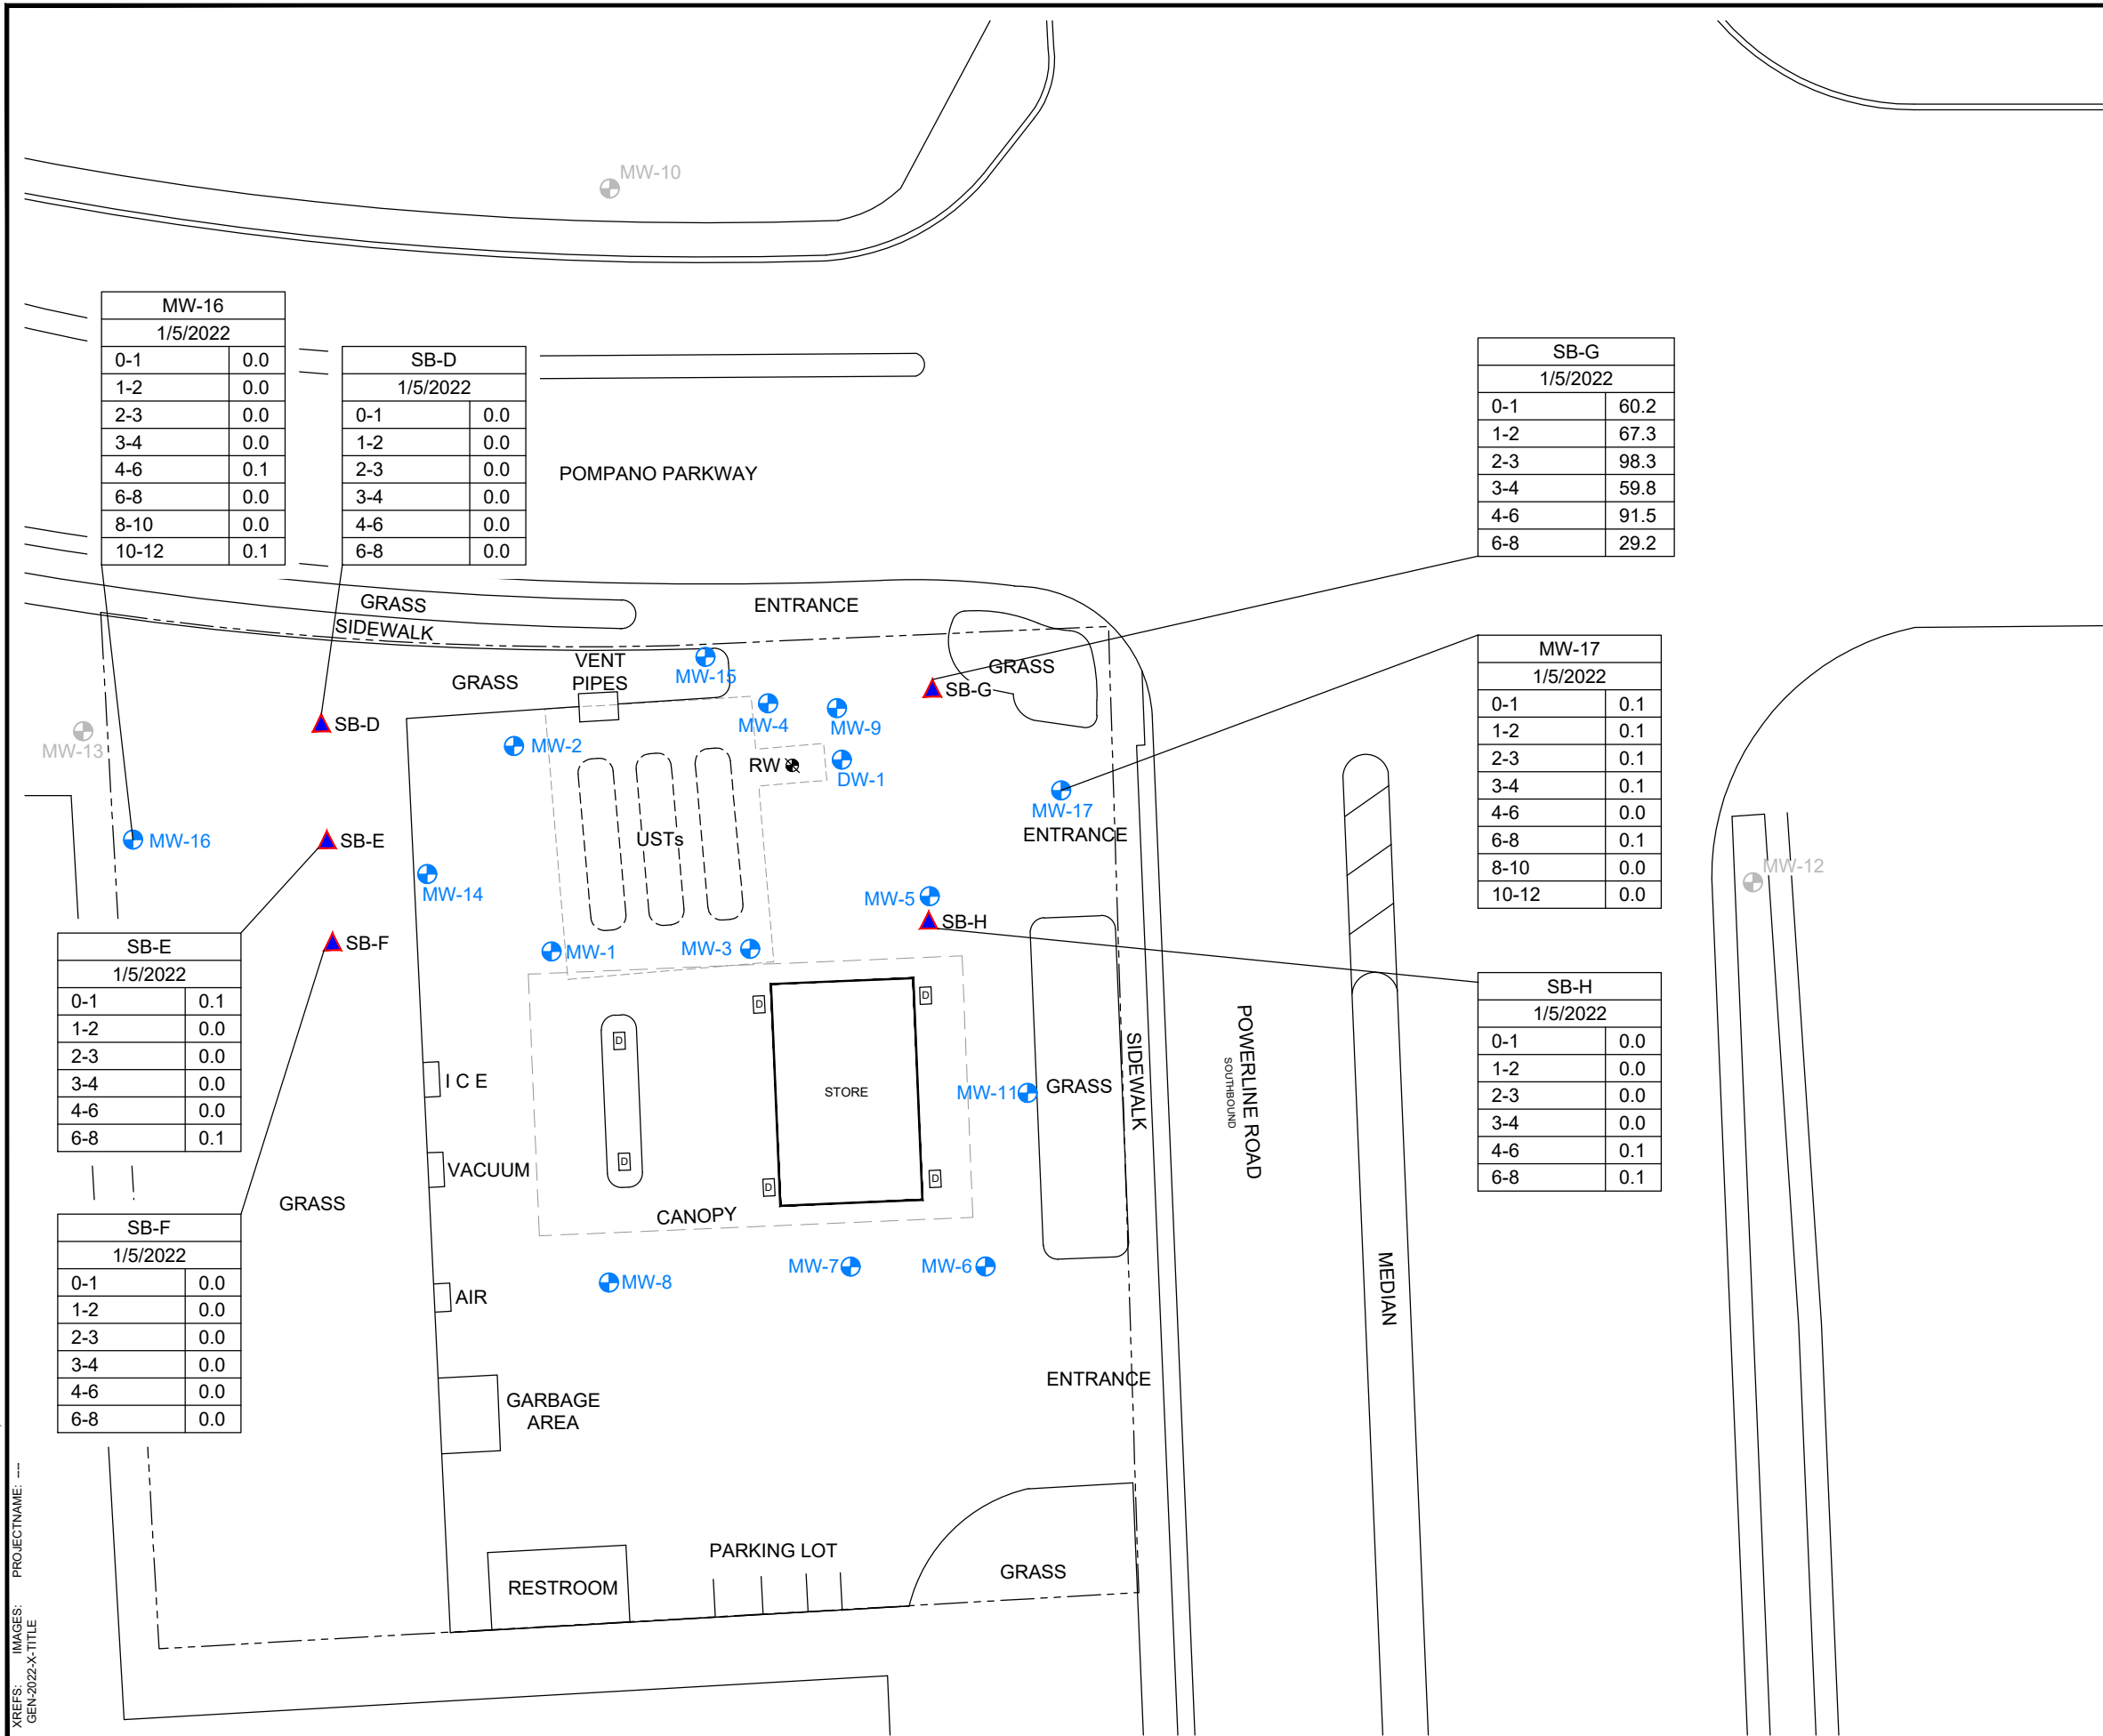 MW-10
MW-16
1/5/2022
0-1 0.0
1-2 0.0
2-3 0.0
3-4 0.0
4-6 0.1
6-8 0.0
8-10 0.0
10-12 0.1
SB-D
1/5/2022
0-1 0.0
1-2 0.0
2-3 0.0
3-4 0.0
4-6 0.0
6-8 0.0
POMPANO PARKWAY
SB-G
1/5/2022
0-1 60.2
1-2 67.3
2-3 98.3
3-4 59.8
4-6 91.5
6-8 29.2
GRASS
SIDEWALK
ENTRANCE
GRASS
VENT
PIPES
MW-15
GRASS
SB-G
MW-17
1/5/2022
0-1 0.1
1-2 0.1
2-3 0.1
3-4 0.1
4-6 0.0
6-8 0.1
8-10 0.0
10-12 0.0
SB-D
MW-13
MW-2
MW-4
MW-9
RW
DW-1
MW-17
ENTRANCE
MW-16
SB-E
USTs
MW-14
MW-5
SB-H
MW-12
SB-F
MW-1
MW-3
SB-E
1/5/2022
0-1 0.1
1-2 0.0
2-3 0.0
3-4 0.0
4-6 0.0
6-8 0.1
SB-H
1/5/2022
0-1 0.0
1-2 0.0
2-3 0.0
3-4 0.0
4-6 0.1
6-8 0.1
D
D
D
I C E
STORE
MW-11
GRASS
SIDEWALK
POWERLINE ROAD
SOUTHBOUND
VACUUM
D
D
D
GRASS
CANOPY
SB-F
1/5/2022
0-1 0.0
1-2 0.0
2-3 0.0
3-4 0.0
4-6 0.0
6-8 0.0
MW-8
MW-7
MW-6
AIR
MEDIAN
GARBAGE
AREA
ENTRANCE
PARKING LOT
RESTROOM
GRASS
XREFS: IMAGES: PROJECTNAME: ---
GEN-2022-X-TITLE